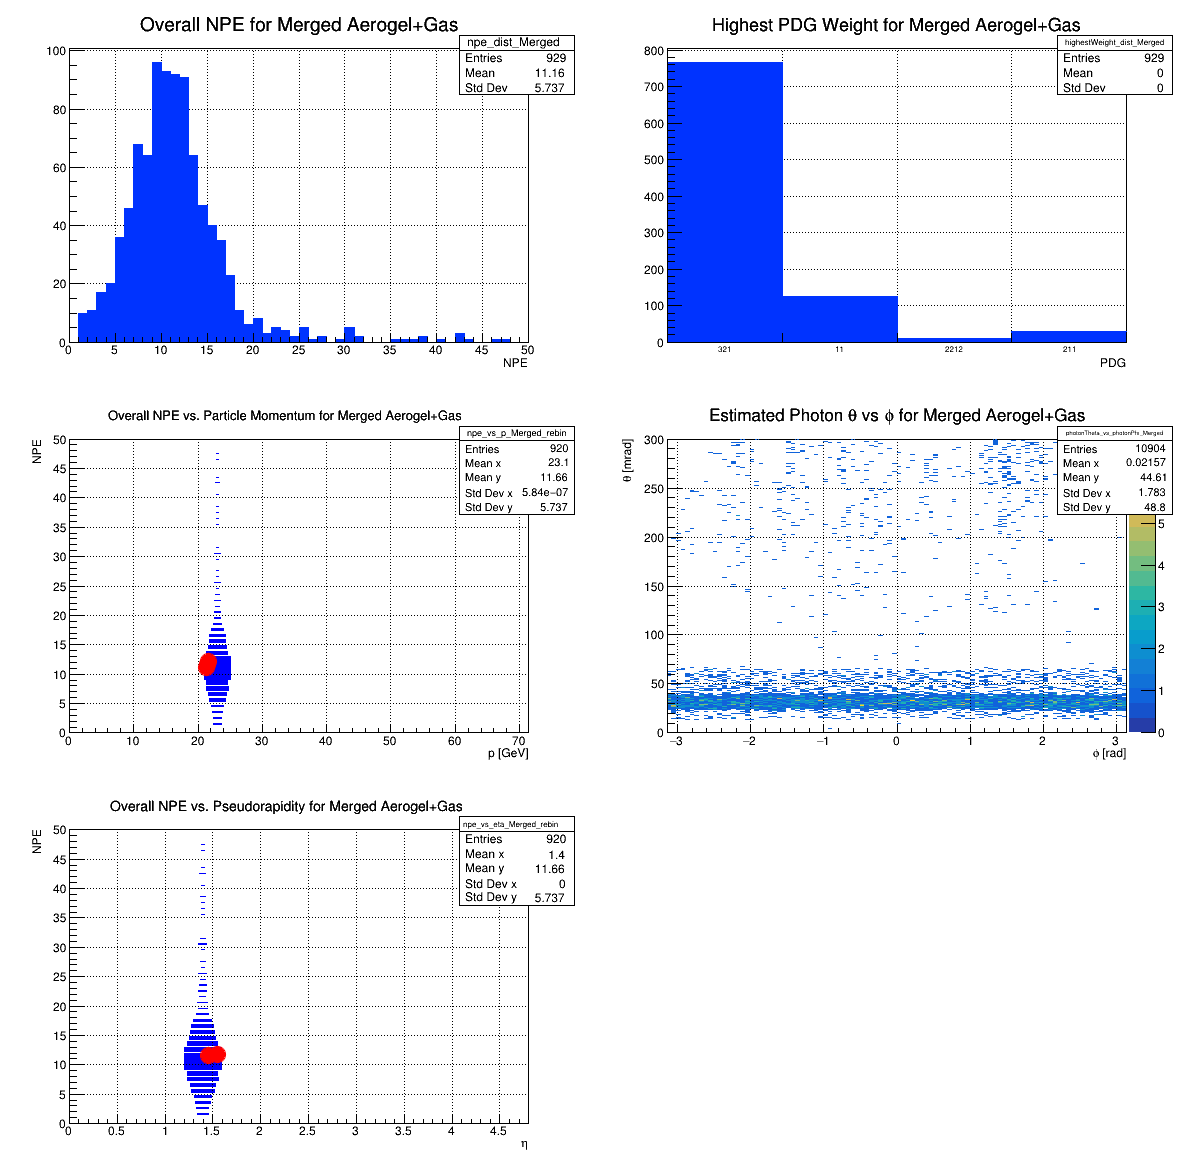 Overall NPE for Merged Aerogel+Gas
npe_dist_Merged
Entries 929
Mean 11.16
Std Dev 5.737
100
80
60
40
20
0
0 5 10 15 20 25 30 35 40 45 50
NPE
Highest PDG Weight for Merged Aerogel+Gas
highestWeight_dist_Merged
Entries 929
Mean 0
Std Dev 0
800
700
600
500
400
300
200
100
0
321 11 2212 211
PDG
Overall NPE vs. Particle Momentum for Merged Aerogel+Gas
npe_vs_p_Merged_rebin
Entries 920
Mean x 23.1
Mean y 11.66
Std Dev x 5.84e−07
Std Dev y 5.737
NPE
50
45
40
35
30
25
20
15
10
5
0
0 10 20 30 40 50 60 70
p [GeV]
Estimated Photon θ vs ϕ for Merged Aerogel+Gas
photonTheta_vs_photonPhi_Merged
Entries 10904
Mean x 0.02157
Mean y 44.61
Std Dev x 1.783
Std Dev y 48.8
θ [mrad]
300
250
200
150
100
50
0
−3 −2 −1 0 1 2 3
ϕ [rad]
5
4
3
2
1
0
Overall NPE vs. Pseudorapidity for Merged Aerogel+Gas
npe_vs_eta_Merged_rebin
Entries 920
Mean x 1.4
Mean y 11.66
Std Dev x 0
Std Dev y 5.737
NPE
50
45
40
35
30
25
20
15
10
5
0
0 0.5 1 1.5 2 2.5 3 3.5 4 4.5
η